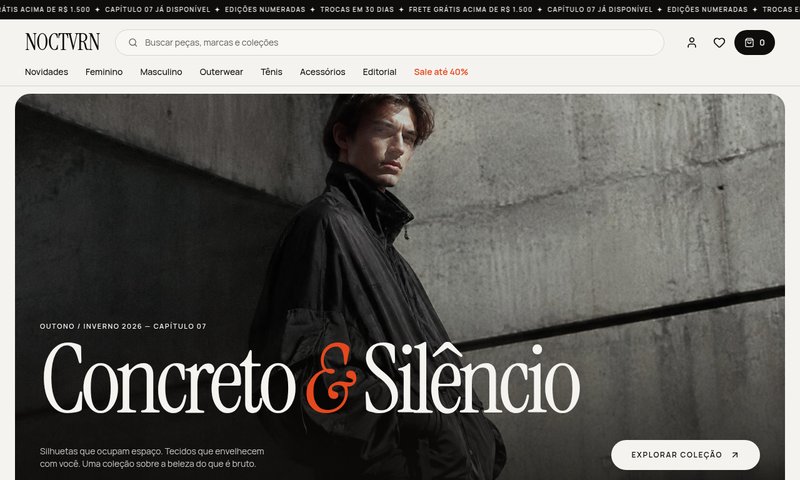 ÁTIS ACIMA DE R$ 1.500 ✦ CAPÍTULO 07 JÁ DISPONÍVEL ✦ EDIÇÕES NUMERADAS ✦ TROCAS EM 30 DIAS ✦ FRETE GRÁTIS ACIMA DE R$ 1.500 ✦ CAPÍTULO 07 JÁ DISPONÍVEL ✦ EDIÇÕES NUMERADAS ✦ TROCAS E
NOCTVRN
Buscar peças, marcas e coleções
0
Novidades Feminino Masculino Outerwear Tênis Acessórios Editorial Sale até 40%
OUTONO / INVERNO 2026 — CAPÍTULO 07
Concreto & Silêncio
Silhuetas que ocupam espaço. Tecidos que envelhecem
com você. Uma coleção sobre a beleza do que é bruto.
EXPLORAR COLEÇÃO